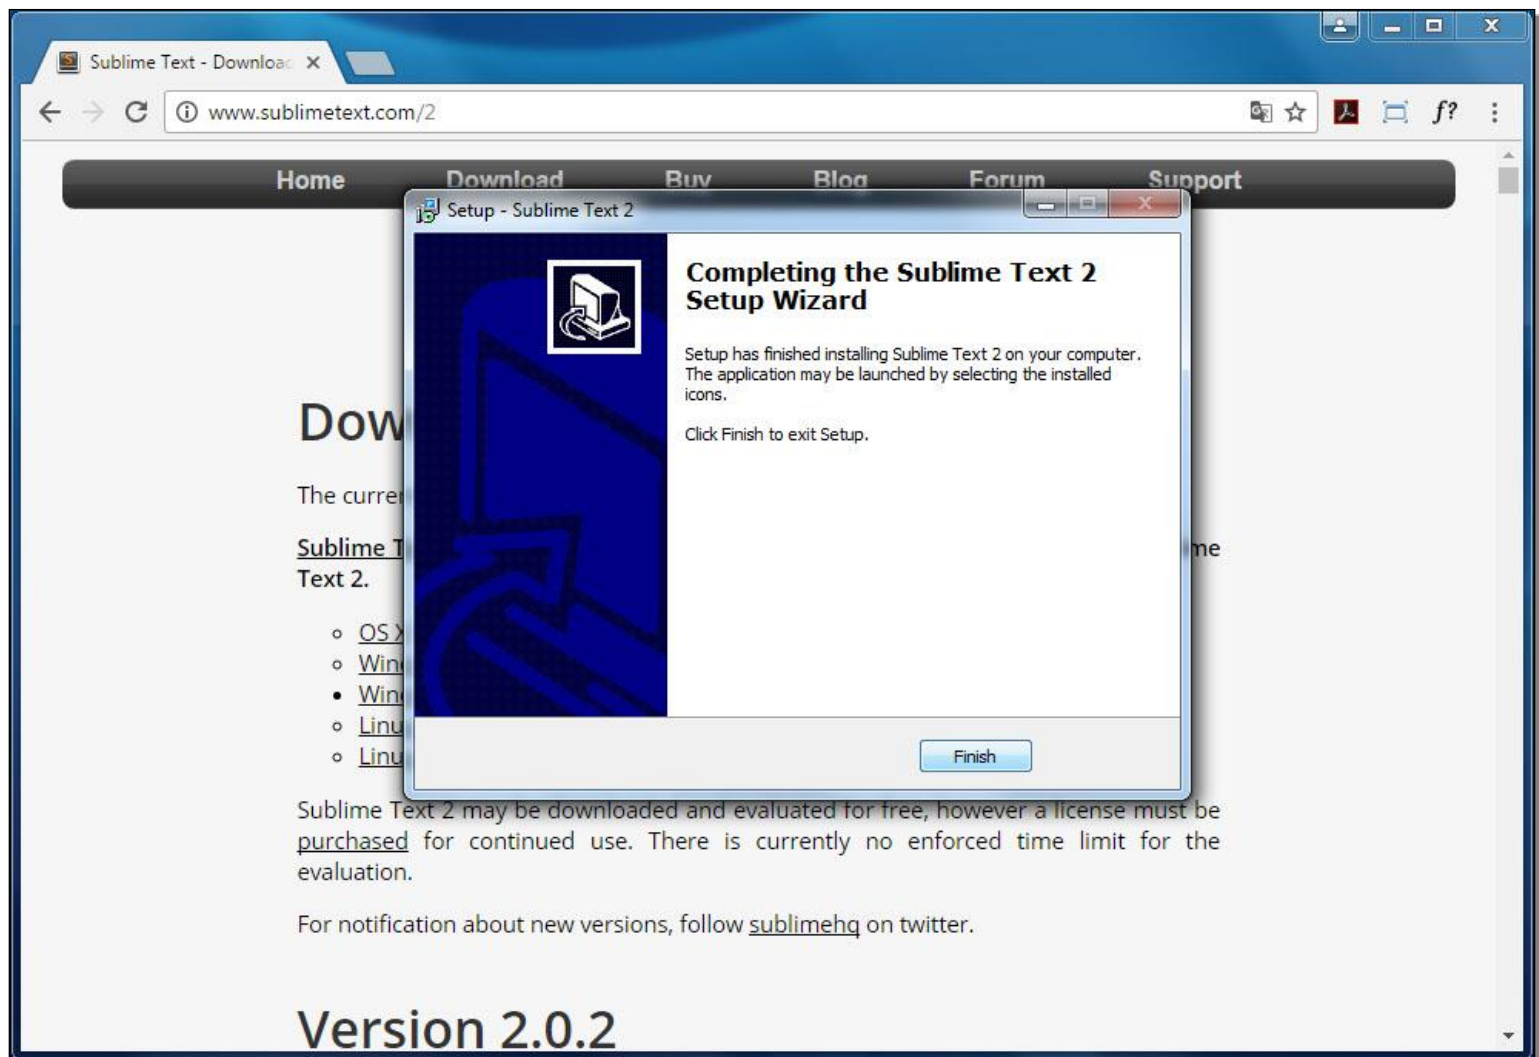 Sublime Text - Downloa
www.sublimetext.com/2
Home Download Buy Blog Forum Support
Setup - Sublime Text 2
Completing the Sublime Text 2
Setup Wizard
Setup has finished installing Sublime Text 2 on your computer.
The application may be launched by selecting the installed
icons.
Click Finish to exit Setup.
Finish
Dow
The curre
Sublime T
Text 2.
OS X
Win
Win
Linu
Linu
Sublime Text 2 may be downloaded and evaluated for free, however a license must be
purchased for continued use. There is currently no enforced time limit for the
evaluation.
For notification about new versions, follow sublimehq on twitter.
Version 2.0.2